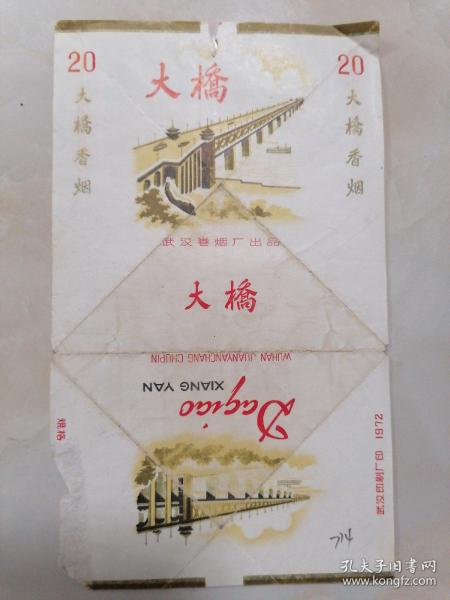 20
大橋
20
大橋香烟
大橋香烟
武汉卷烟厂出品
大橋
WUHAN JUANYANCHANG CHUPIN
Daqiao
XIANG YAN
规格
武汉印刷厂印 1972
714
孔夫子旧书网
www.kongfz.com